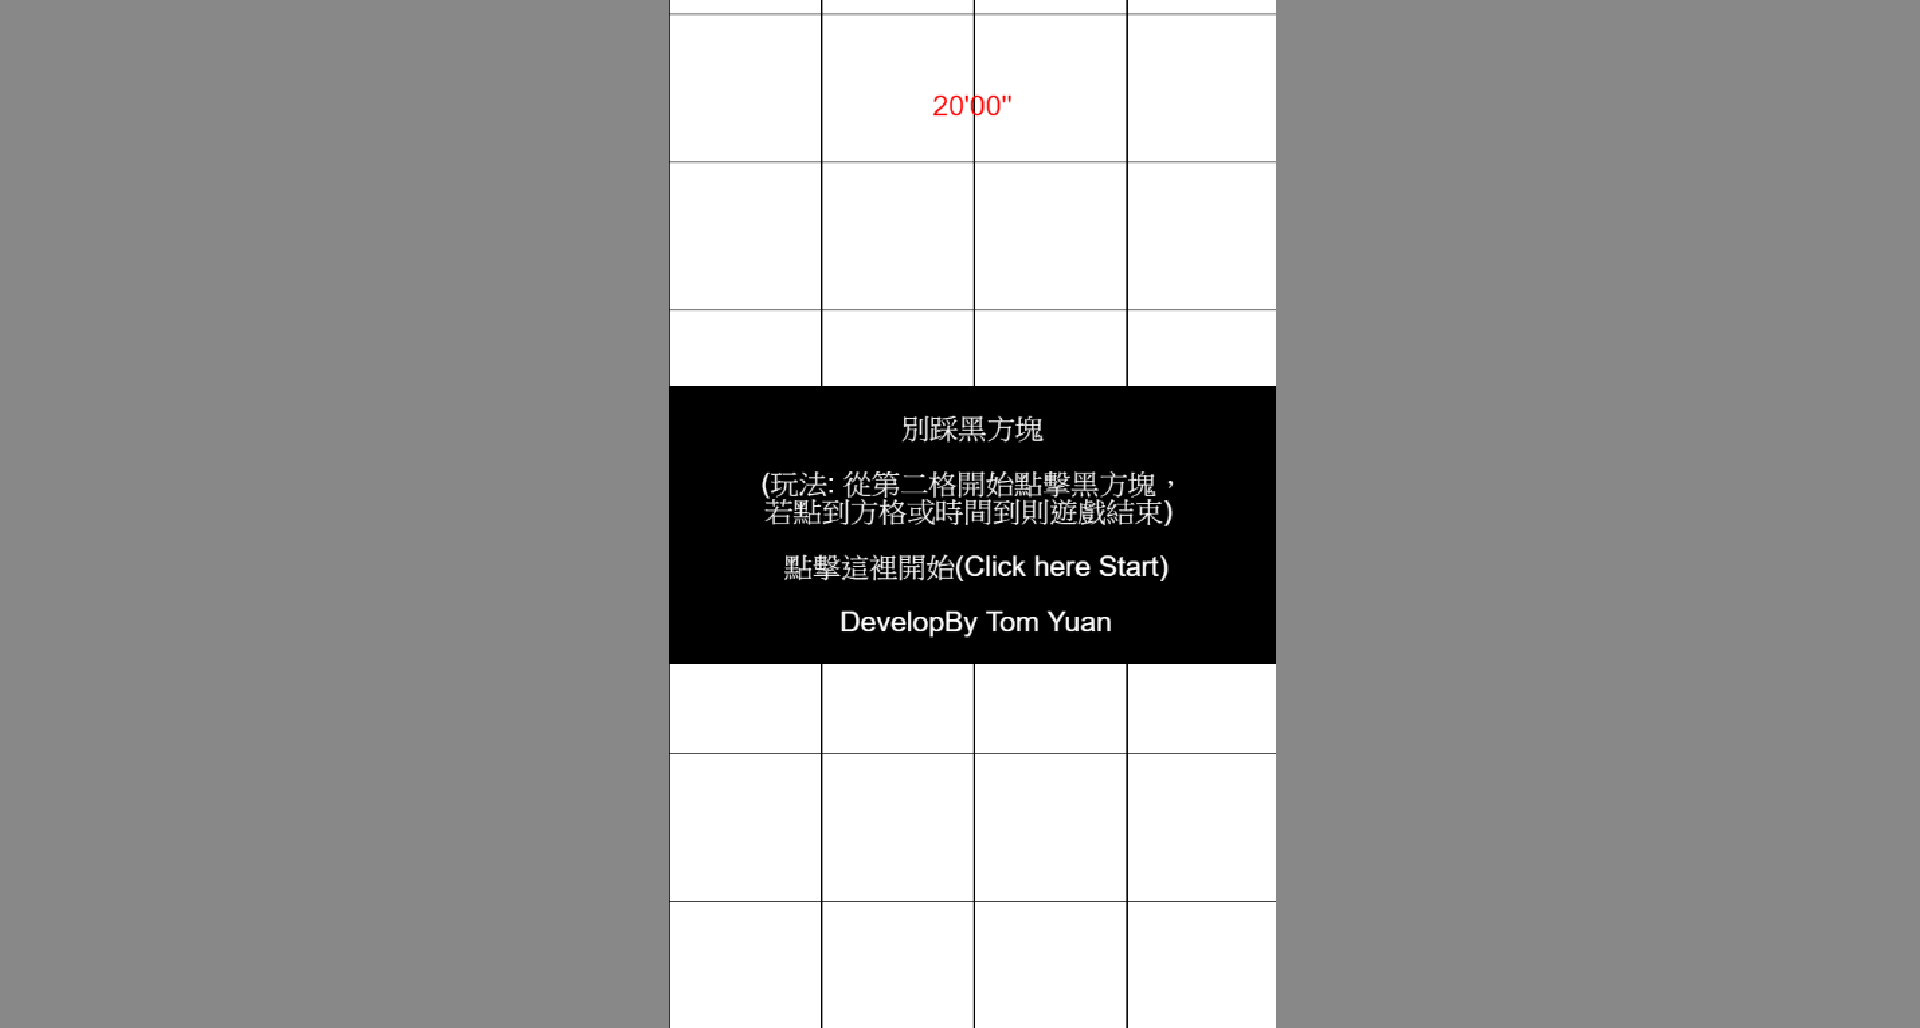 20'00"
別踩黑方塊
(玩法: 從第二格開始點擊黑方塊，
若點到方格或時間到則遊戲結束)
點擊這裡開始(Click here Start)
DevelopBy Tom Yuan